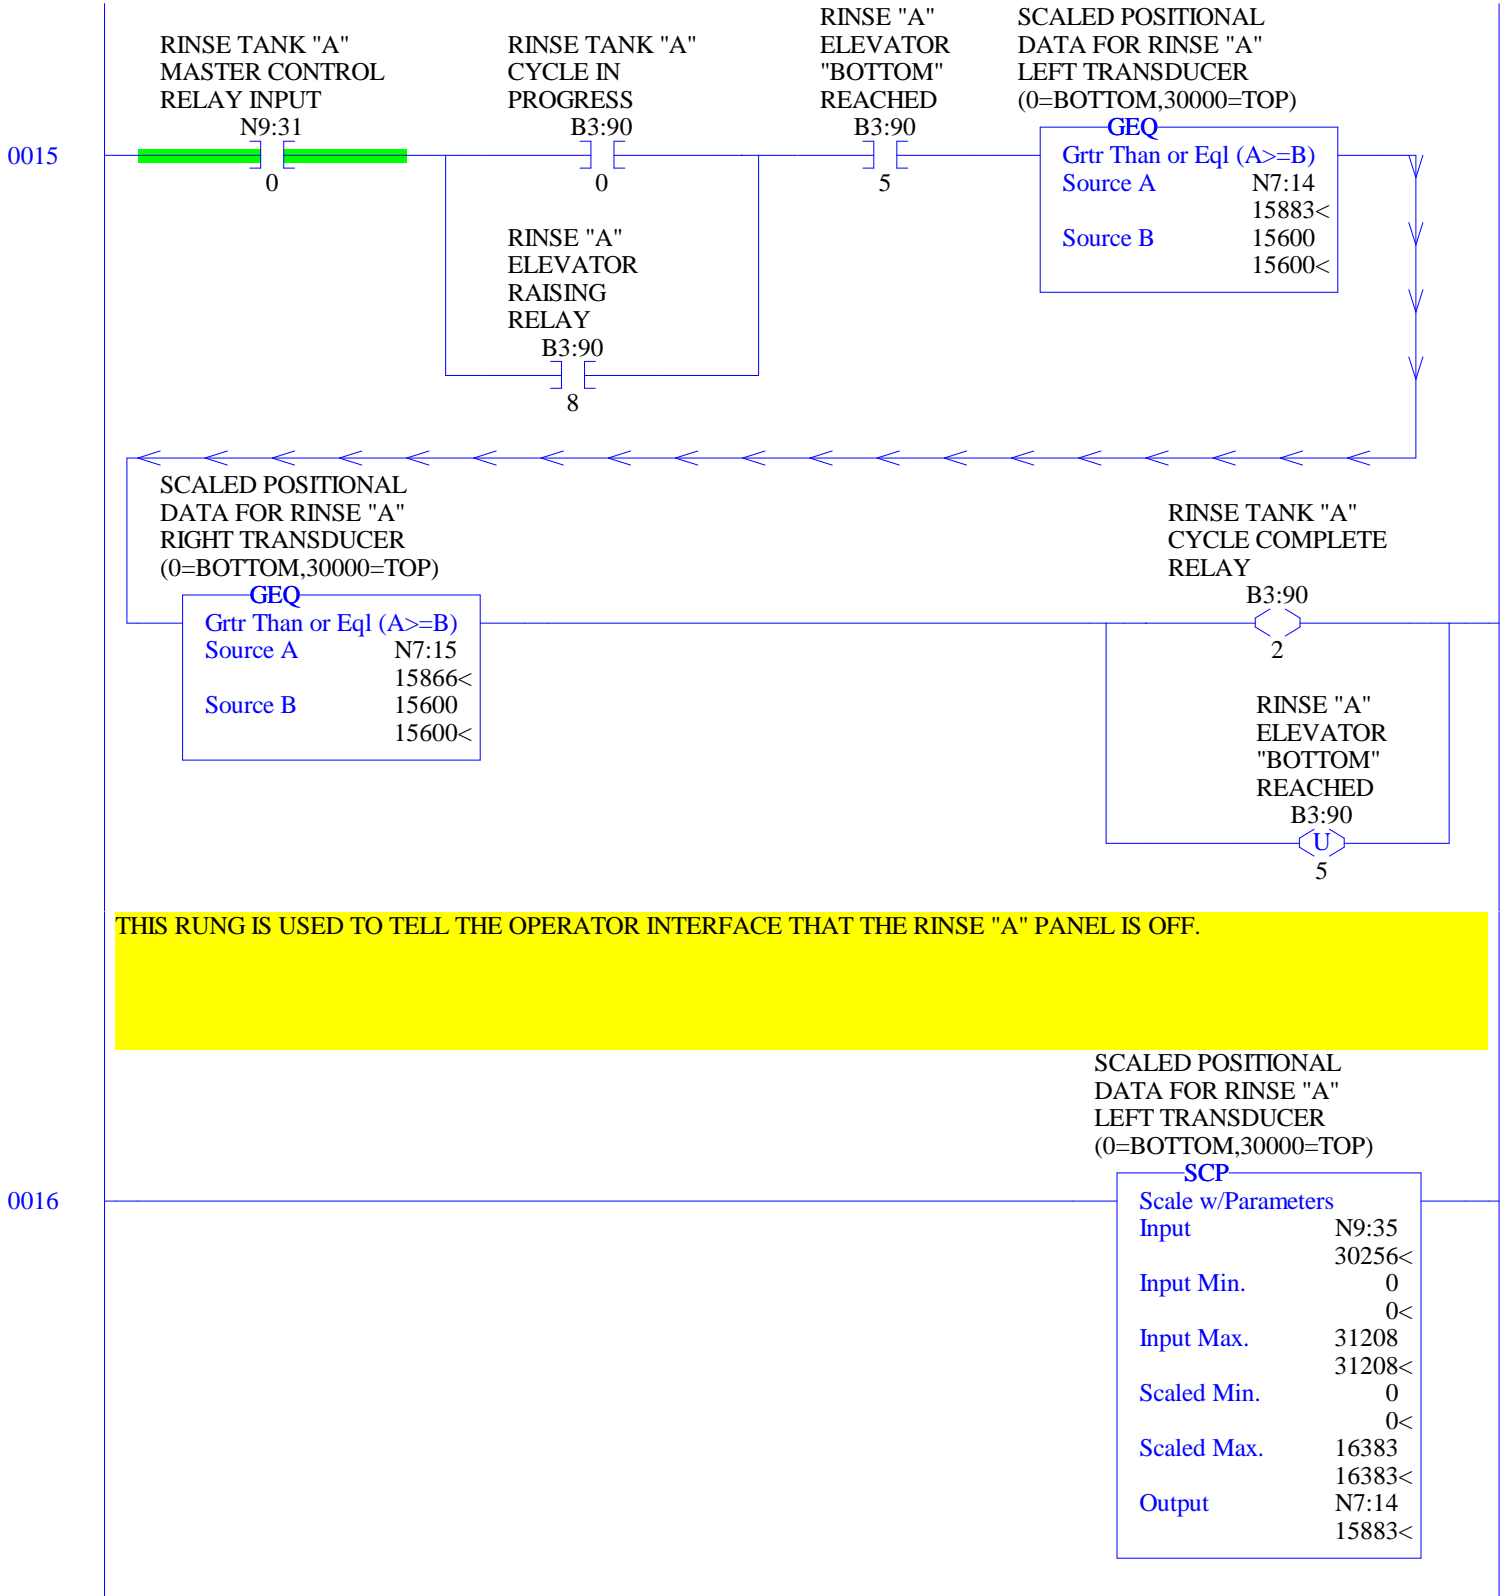 RINSE TANK "A"
MASTER CONTROL
RELAY INPUT
N9:31
0
RINSE TANK "A"
CYCLE IN
PROGRESS
B3:90
0
RINSE "A"
ELEVATOR
"BOTTOM"
REACHED
B3:90
5
SCALED POSITIONAL
DATA FOR RINSE "A"
LEFT TRANSDUCER
(0=BOTTOM,30000=TOP)
GEQ
Grtr Than or Eql (A>=B)
Source A N7:14
15883<
Source B 15600
15600<
0015
RINSE "A"
ELEVATOR
RAISING
RELAY
B3:90
8
SCALED POSITIONAL
DATA FOR RINSE "A"
RIGHT TRANSDUCER
(0=BOTTOM,30000=TOP)
GEQ
Grtr Than or Eql (A>=B)
Source A N7:15
15866<
Source B 15600
15600<
RINSE TANK "A"
CYCLE COMPLETE
RELAY
B3:90
2
RINSE "A"
ELEVATOR
"BOTTOM"
REACHED
B3:90
U
5
THIS RUNG IS USED TO TELL THE OPERATOR INTERFACE THAT THE RINSE "A" PANEL IS OFF.
SCALED POSITIONAL
DATA FOR RINSE "A"
LEFT TRANSDUCER
(0=BOTTOM,30000=TOP)
0016
SCP
Scale w/Parameters
Input N9:35
30256<
Input Min. 0
0<
Input Max. 31208
31208<
Scaled Min. 0
0<
Scaled Max. 16383
16383<
Output N7:14
15883<